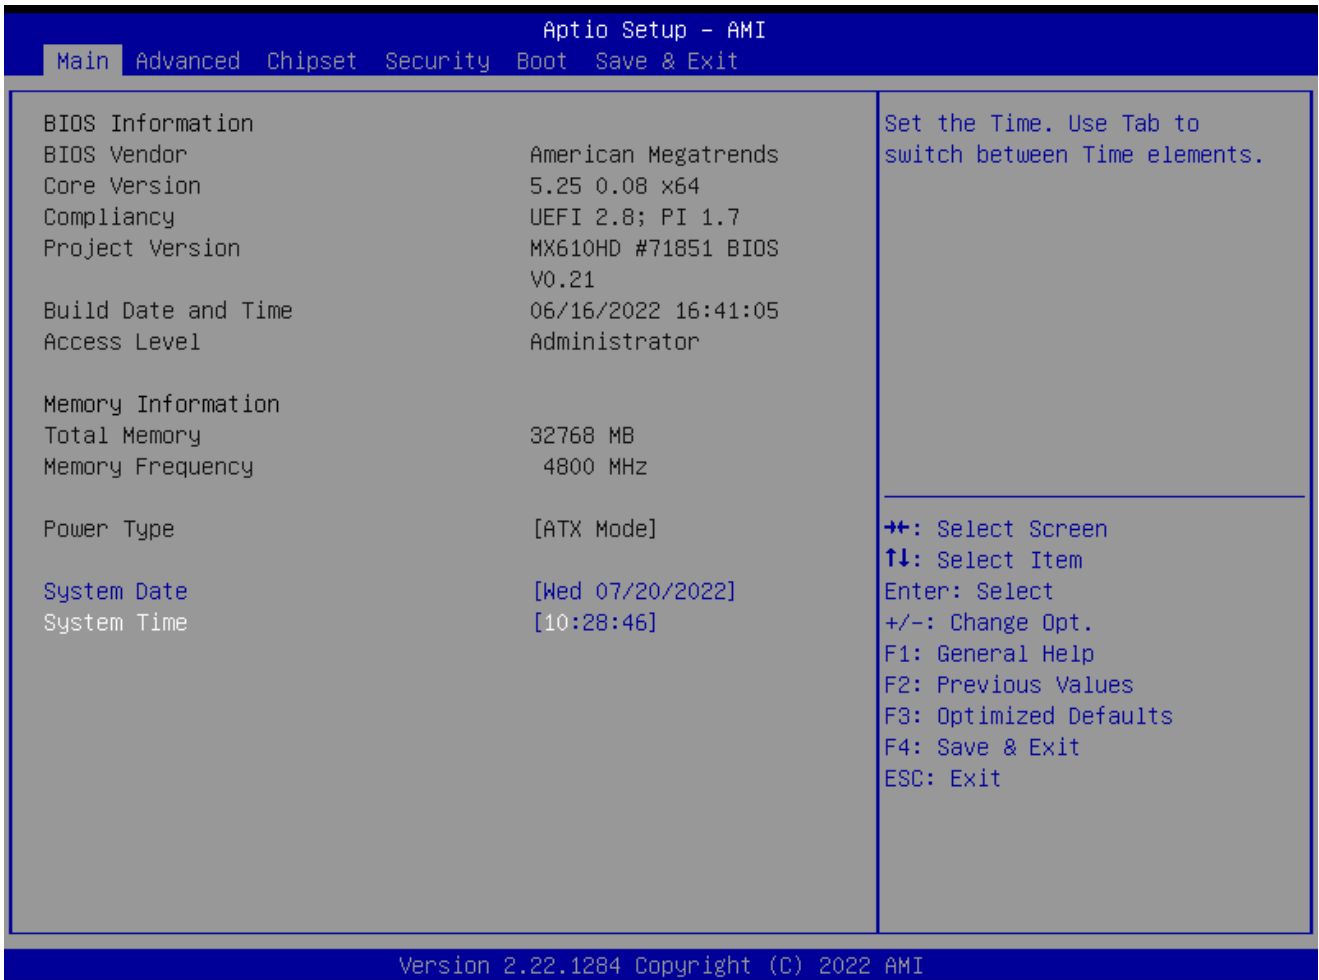 Aptio Setup – AMI
Main Advanced Chipset Security Boot Save & Exit
BIOS Information
BIOS Vendor American Megatrends
Core Version 5.25 0.08 x64
Compliancy UEFI 2.8; PI 1.7
Project Version MX610HD #71851 BIOS
V0.21
Build Date and Time 06/16/2022 16:41:05
Access Level Administrator
Memory Information
Total Memory 32768 MB
Memory Frequency 4800 MHz
Power Type [ATX Mode]
System Date [Wed 07/20/2022]
System Time [10:28:46]
Set the Time. Use Tab to
switch between Time elements.
→←: Select Screen
↑↓: Select Item
Enter: Select
+/-: Change Opt.
F1: General Help
F2: Previous Values
F3: Optimized Defaults
F4: Save & Exit
ESC: Exit
Version 2.22.1284 Copyright (C) 2022 AMI